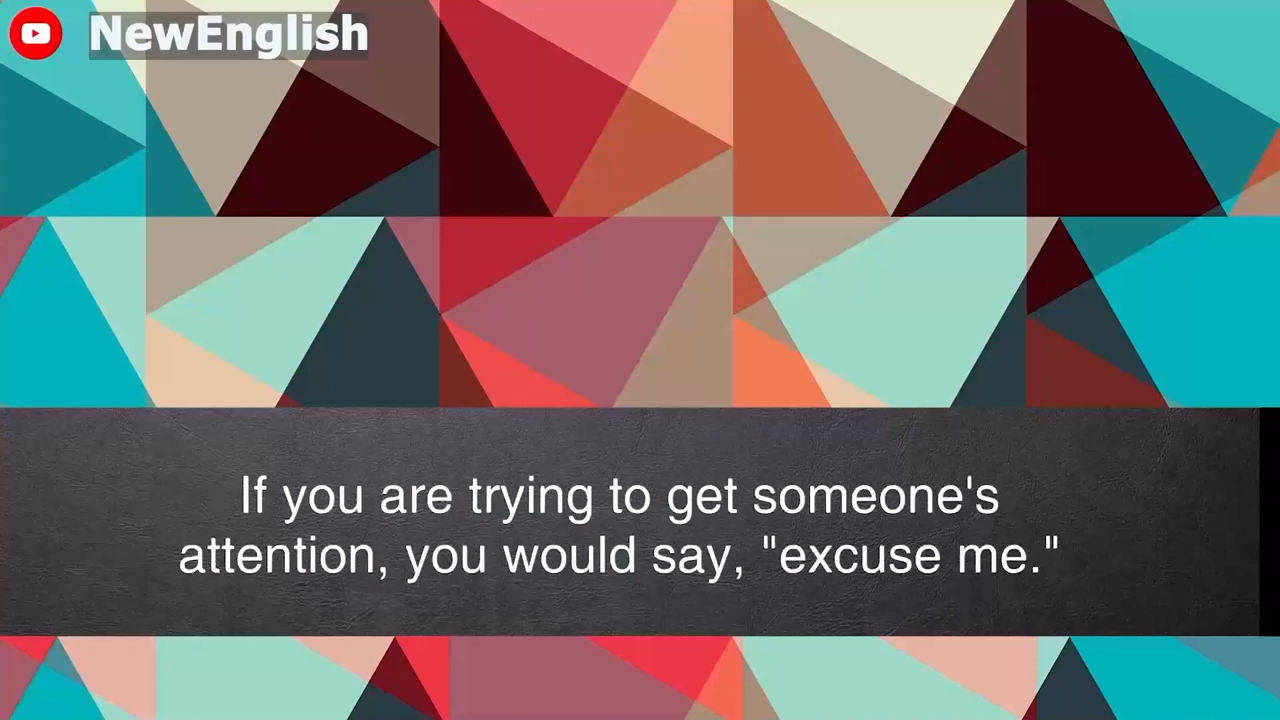 NewEnglish
If you are trying to get someone's
attention, you would say, "excuse me."